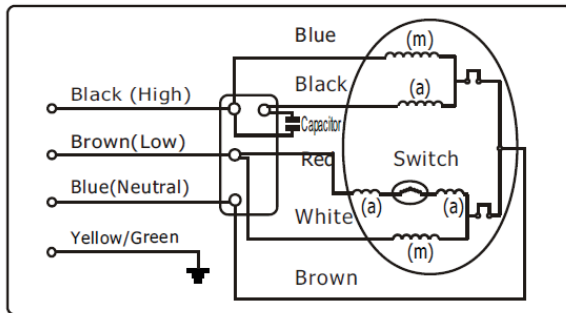 Blue
(m)
Black
(a)
Black (High)
Capacitor
Brown(Low)
Red
Switch
Blue(Neutral)
(a)
(a)
White
Yellow/Green
(m)
Brown